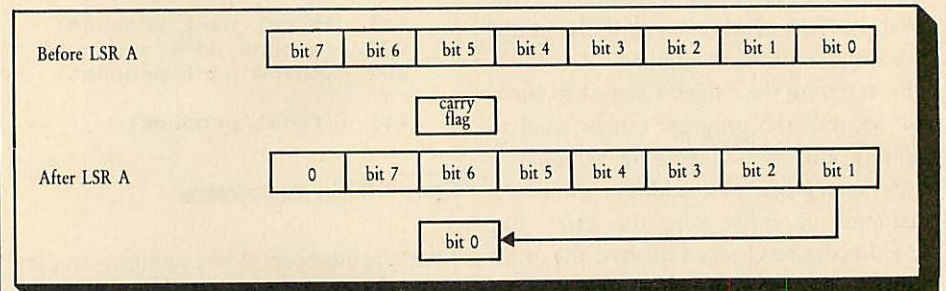 Before LSR A
bit 7 bit 6 bit 5 bit 4 bit 3 bit 2 bit 1 bit 0
carry
flag
After LSR A
0 bit 7 bit 6 bit 5 bit 4 bit 3 bit 2 bit 1
bit 0